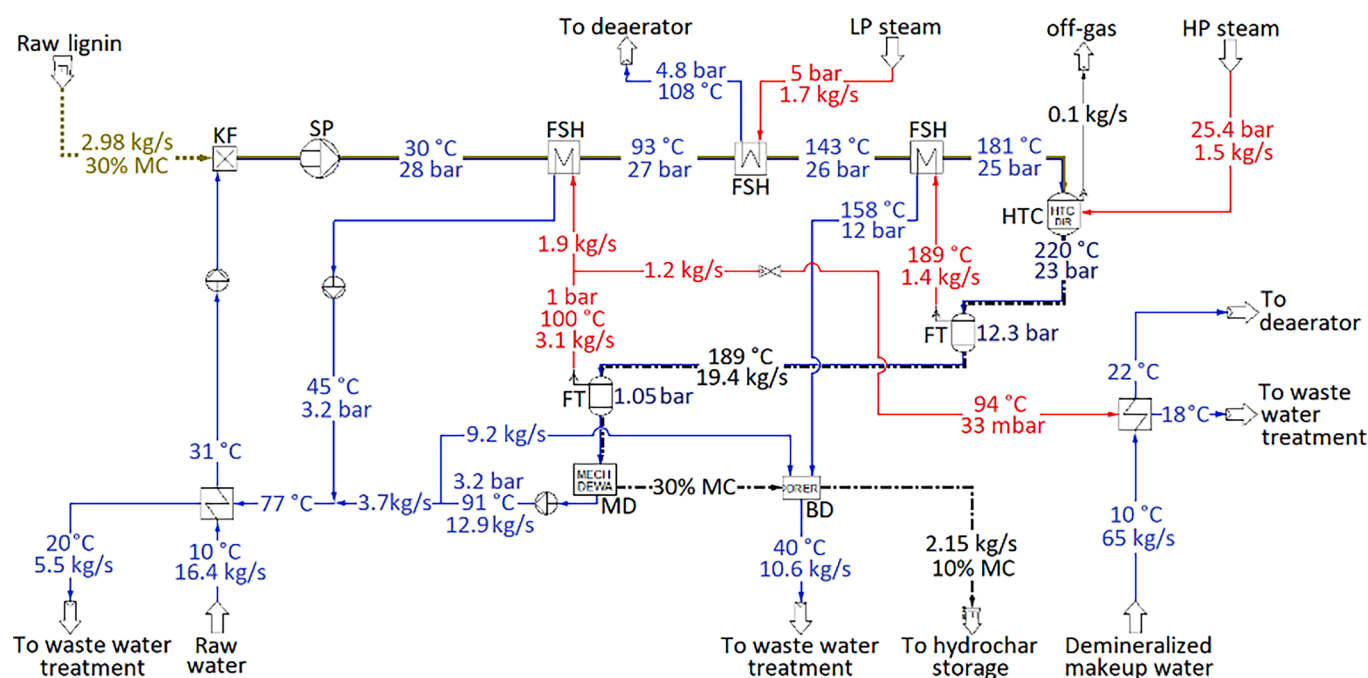 To deaerator
LP steam
off-gas
HP steam
Raw lignin
4.8 bar
108 °C
5 bar
1.7 kg/s
0.1 kg/s
2.98 kg/s
30% MC
KF
SP
30 °C
28 bar
FSH
93 °C
27 bar
FSH
143 °C
26 bar
FSH
181 °C
25 bar
25.4 bar
1.5 kg/s
HTC
HTC
DIR
158 °C
12 bar
220 °C
23 bar
1.9 kg/s
1.2 kg/s
189 °C
1.4 kg/s
1 bar
100 °C
3.1 kg/s
FT
12.3 bar
To
deaerator
189 °C
19.4 kg/s
FT
1.05 bar
45 °C
3.2 bar
22 °C
94 °C
33 mbar
18°C
To waste
water
treatment
31 °C
9.2 kg/s
MECH
DEWA
MD
30% MC
DRER
BD
77 °C
3.7kg/s
3.2 bar
91 °C
12.9 kg/s
20°C
5.5 kg/s
10 °C
16.4 kg/s
40 °C
10.6 kg/s
2.15 kg/s
10% MC
10 °C
65 kg/s
To waste water
treatment
Raw
water
To waste water
treatment
To hydrochar
storage
Demineralized
makeup water